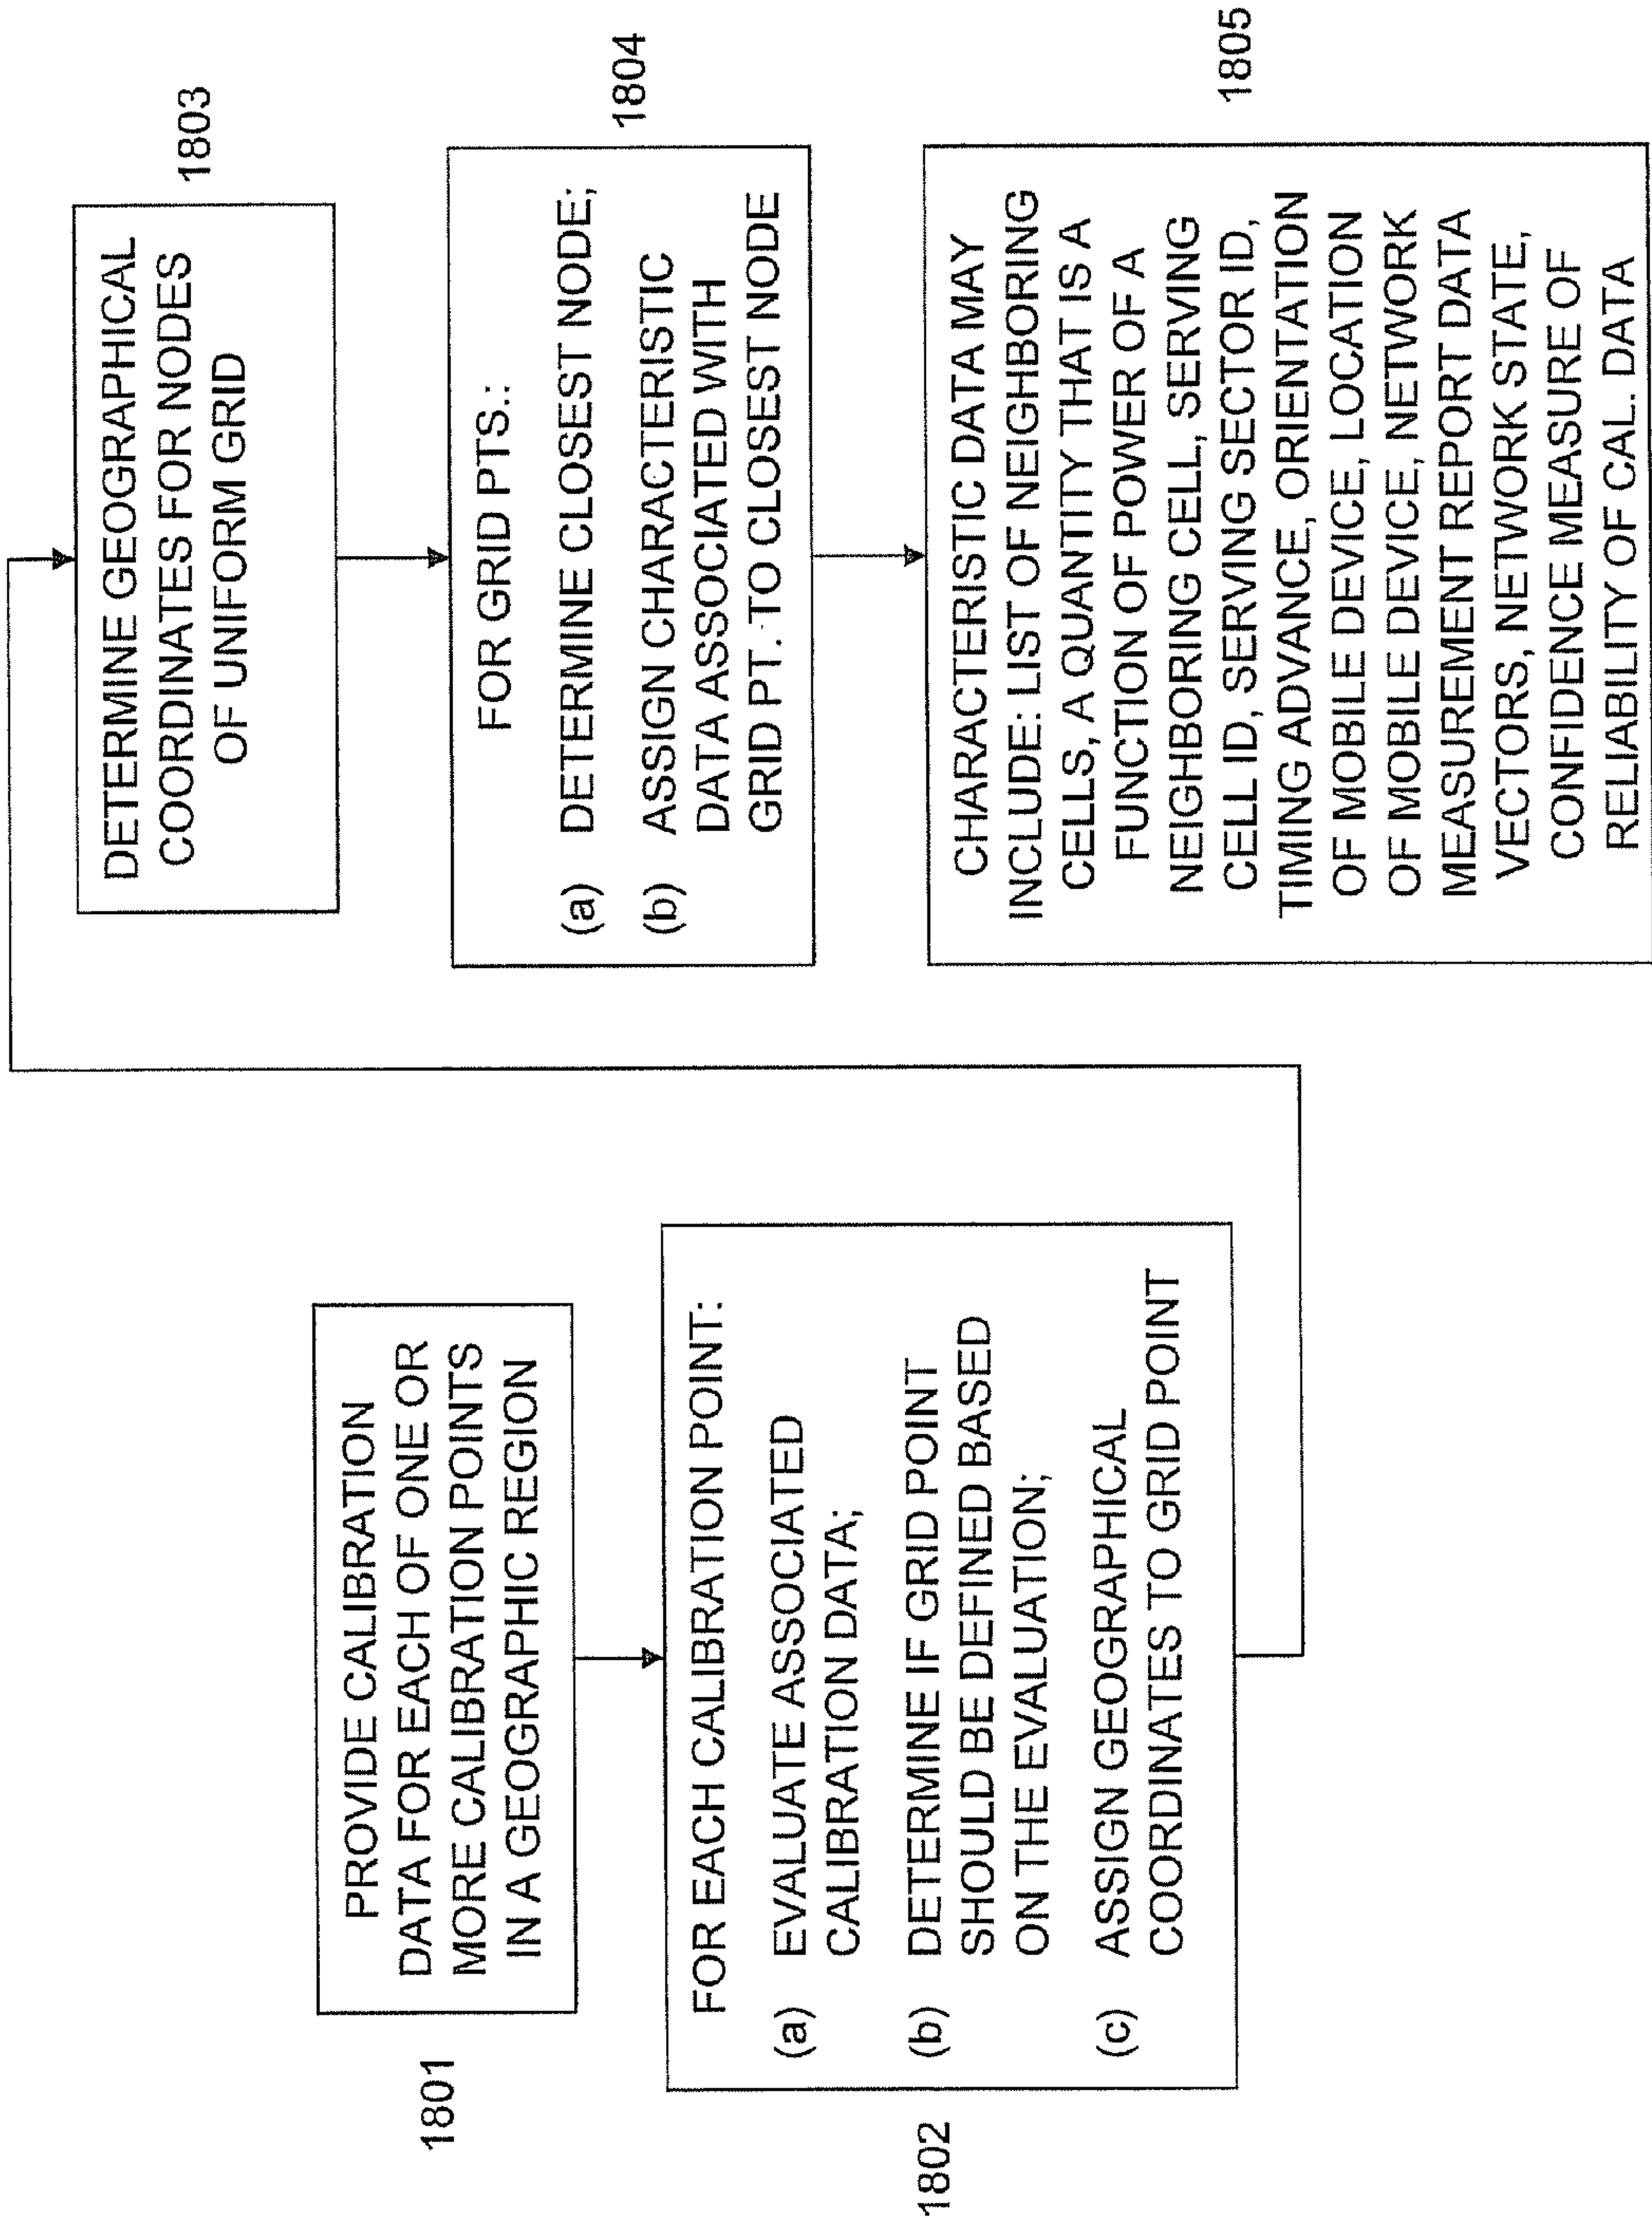 1801
PROVIDE CALIBRATION
DATA FOR EACH OF ONE OR
MORE CALIBRATION POINTS
IN A GEOGRAPHIC REGION
1802
FOR EACH CALIBRATION POINT:
(a) EVALUATE ASSOCIATED
CALIBRATION DATA;
(b) DETERMINE IF GRID POINT
SHOULD BE DEFINED BASED
ON THE EVALUATION;
(c) ASSIGN GEOGRAPHICAL
COORDINATES TO GRID POINT
1803
DETERMINE GEOGRAPHICAL
COORDINATES FOR NODES
OF UNIFORM GRID
1804
FOR GRID PTS.:
(a) DETERMINE CLOSEST NODE;
(b) ASSIGN CHARACTERISTIC
DATA ASSOCIATED WITH
GRID PT. TO CLOSEST NODE
1805
CHARACTERISTIC DATA MAY
INCLUDE: LIST OF NEIGHBORING
CELLS, A QUANTITY THAT IS A
FUNCTION OF POWER OF A
NEIGHBORING CELL, SERVING
CELL ID, SERVING SECTOR ID,
TIMING ADVANCE, ORIENTATION
OF MOBILE DEVICE, LOCATION
OF MOBILE DEVICE, NETWORK
MEASUREMENT REPORT DATA
VECTORS, NETWORK STATE,
CONFIDENCE MEASURE OF
RELIABILITY OF CAL. DATA